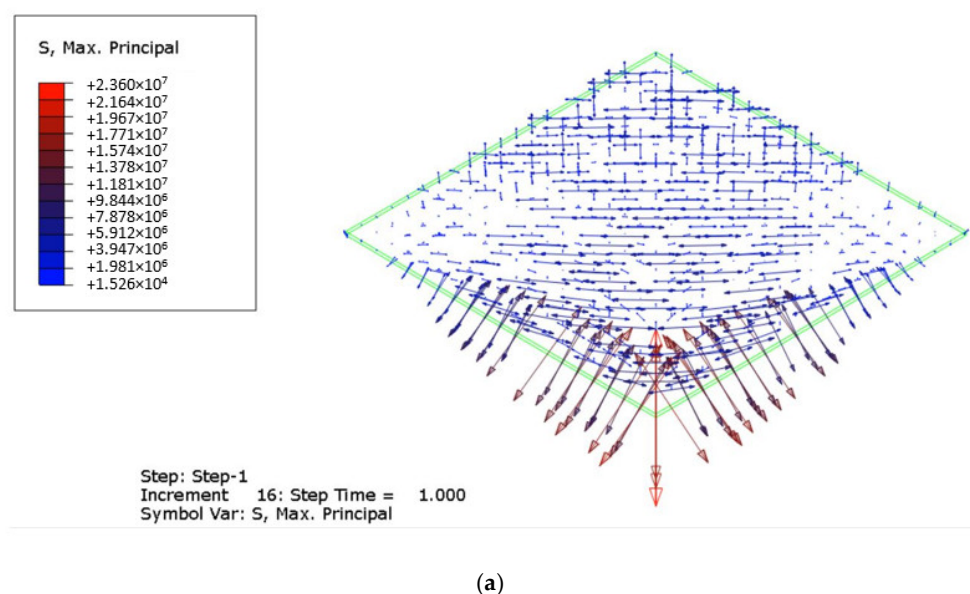 S, Max. Principal
+2.360×10⁷
+2.164×10⁷
+1.967×10⁷
+1.771×10⁷
+1.574×10⁷
+1.378×10⁷
+1.181×10⁷
+9.844×10⁶
+7.878×10⁶
+5.912×10⁶
+3.947×10⁶
+1.981×10⁶
+1.526×10⁴
Step: Step-1
Increment 16: Step Time = 1.000
Symbol Var: S, Max. Principal
(a)